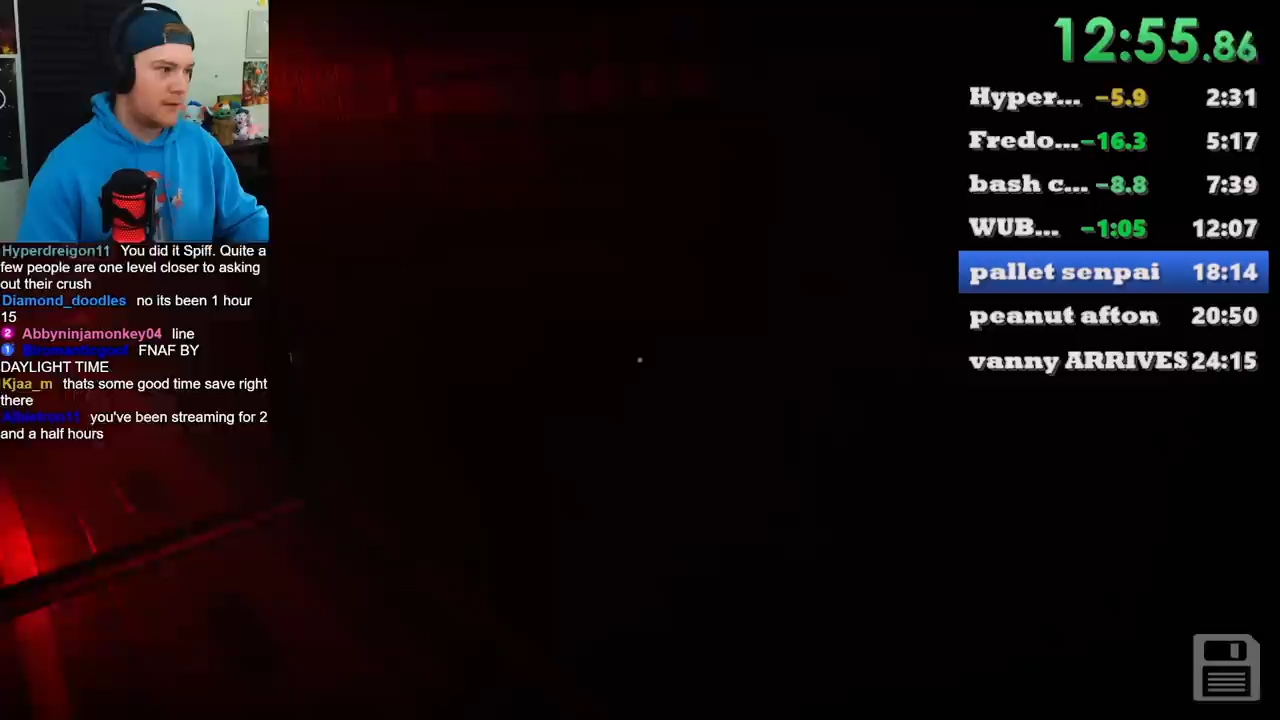 12:55.86
Hyper... -5.9 2:31
Fredo... -16.3 5:17
bash c... -8.8 7:39
WUB... -1:05 12:07
pallet senpai 18:14
peanut afton 20:50
vanny ARRIVES 24:15
Hyperdreigon11 You did it Spiff. Quite a
few people are one level closer to asking
out their crush
Diamond_doodles no its been 1 hour
15
2 Abbyninjamonkey04 line
1 FNAF BY
DAYLIGHT TIME
Kjaa_m thats some good time save right
there
you've been streaming for 2
and a half hours